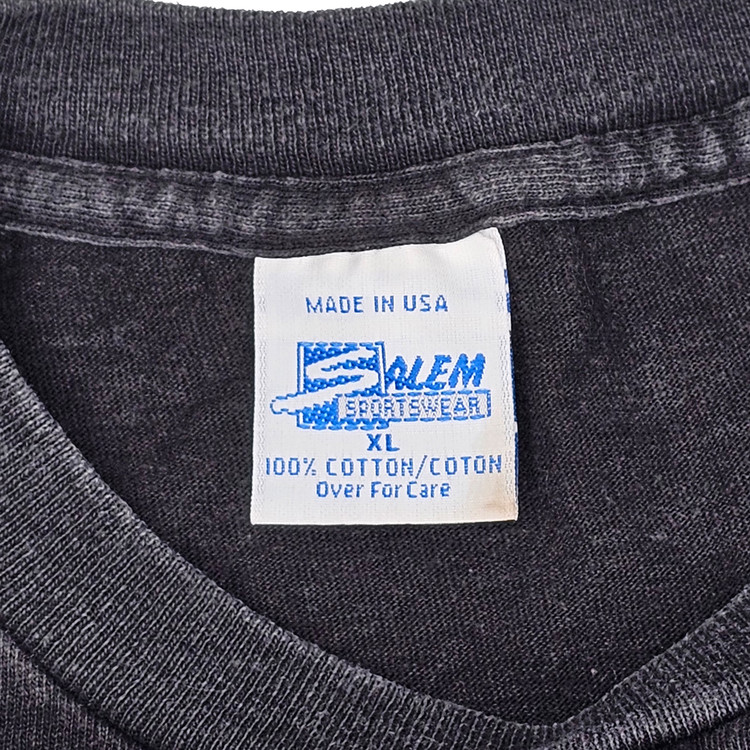 MADE IN USA
SALEM
SPORTSWEAR
XL
100% COTTON/COTON
Over For Care